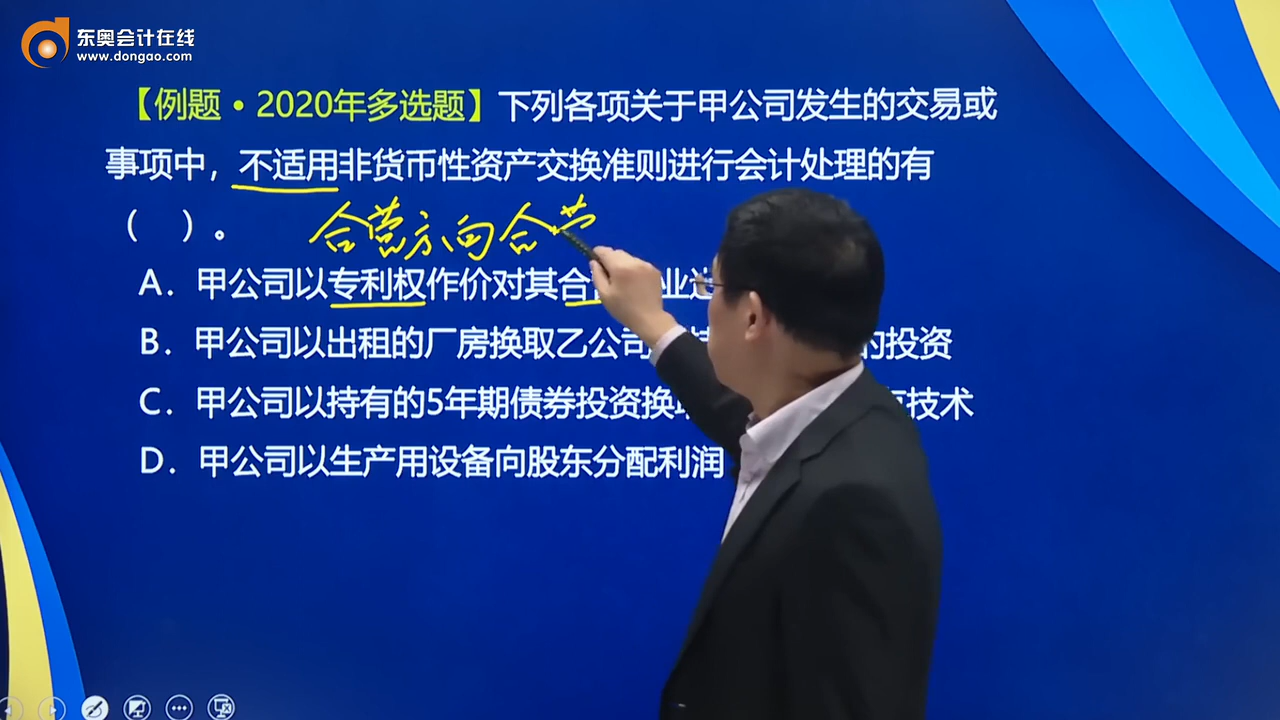 东奥会计在线
www.dongao.com
【例题·2020年多选题】下列各项关于甲公司发生的交易或
事项中，不适用非货币性资产交换准则进行会计处理的有
（ ）。
合营方向合营
A．甲公司以专利权作价对其合 业
B．甲公司以出租的厂房换取乙公司 的投资
C．甲公司以持有的5年期债券投资换 技术
D．甲公司以生产用设备向股东分配利润